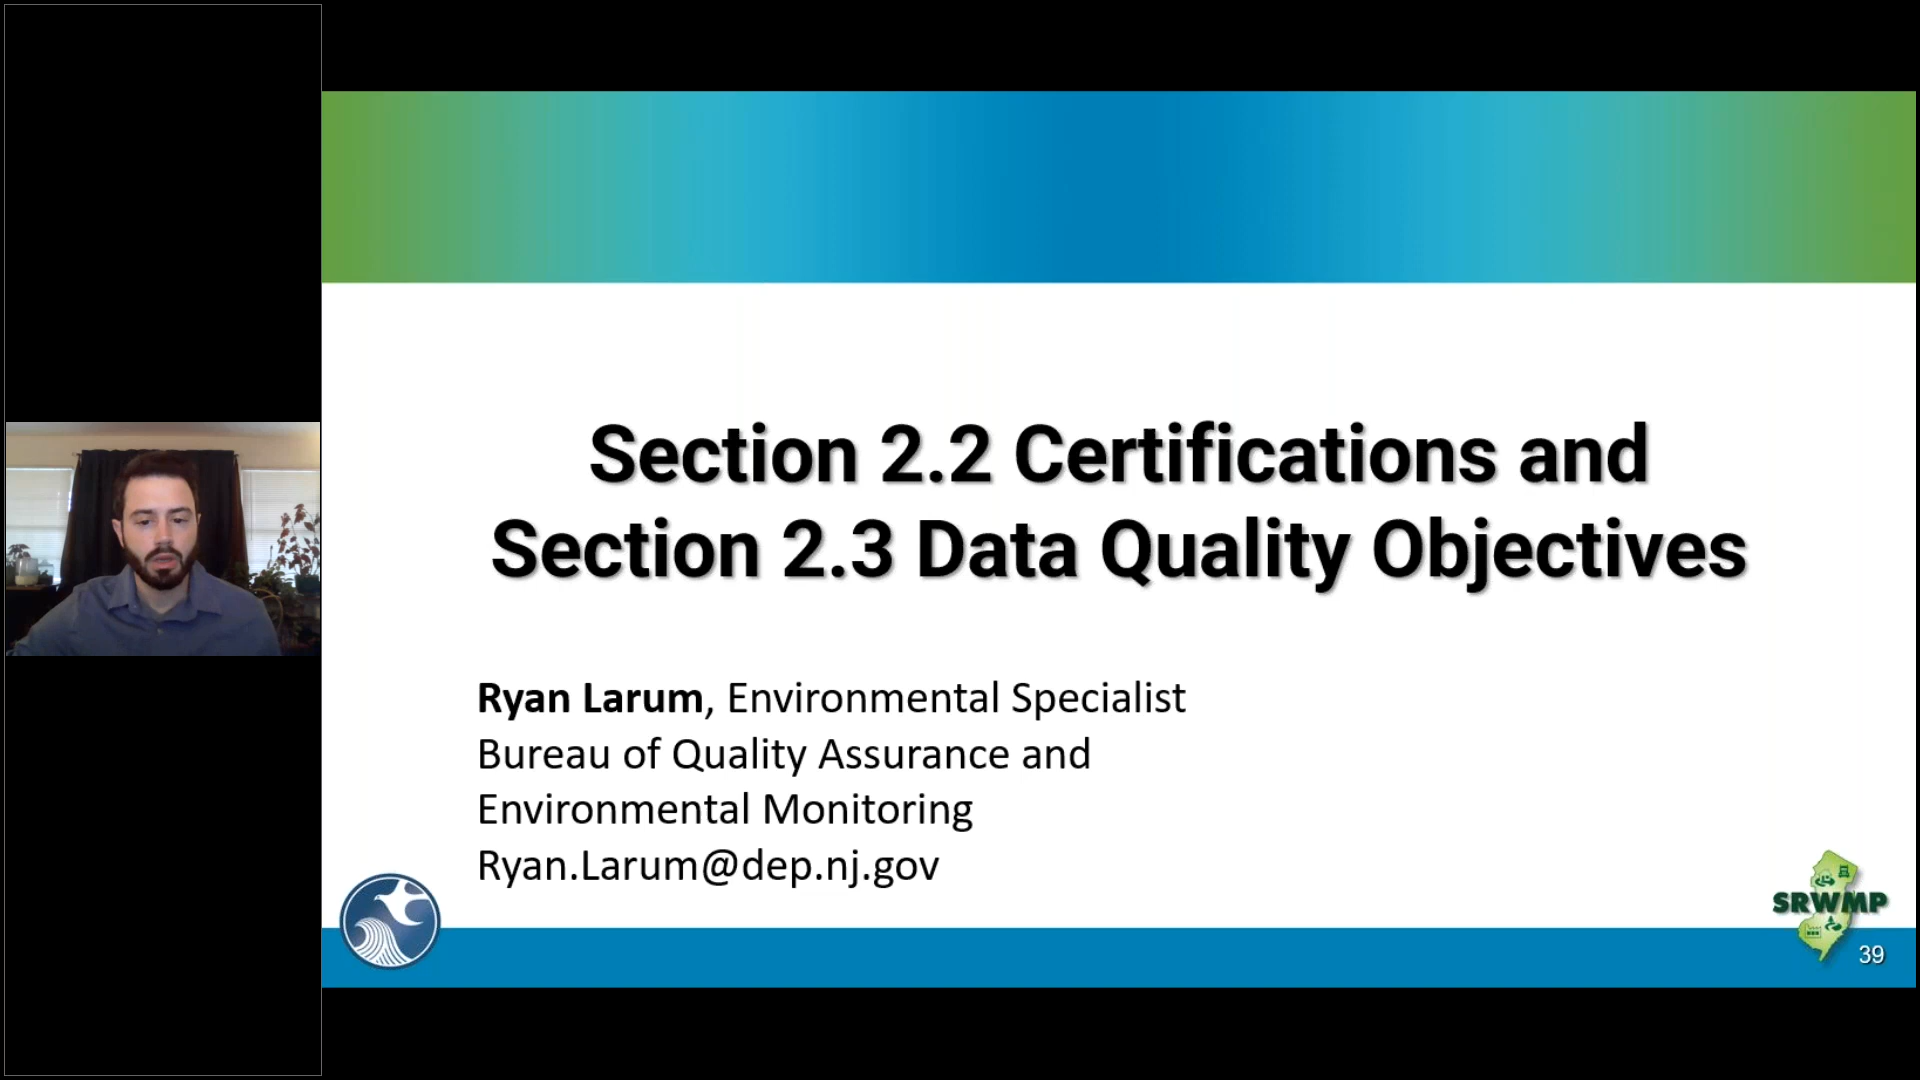 Section 2.2 Certifications and
Section 2.3 Data Quality Objectives
Ryan Larum, Environmental Specialist
Bureau of Quality Assurance and
Environmental Monitoring
Ryan.Larum@dep.nj.gov
SRWMP
39